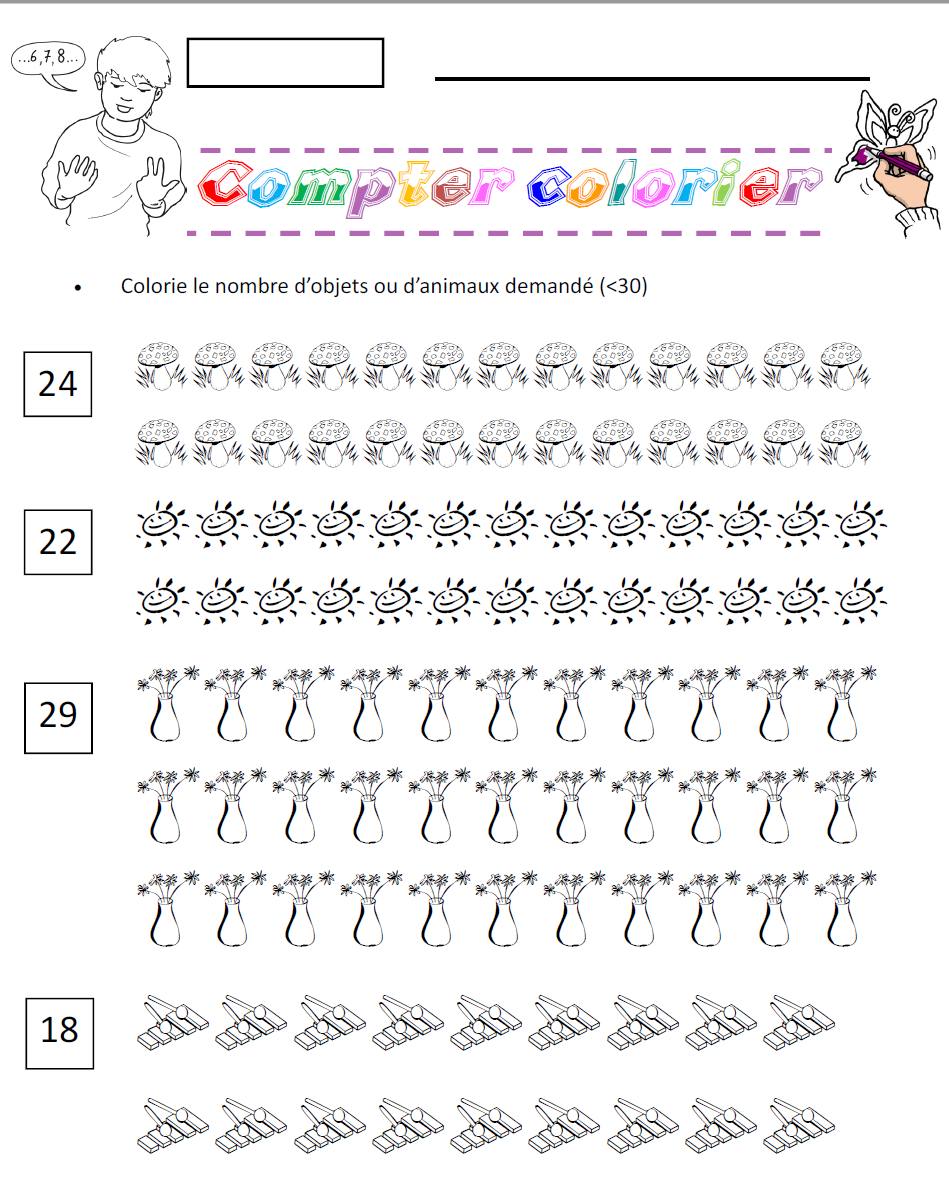 ...6,7,8...
Compter colorier
• Colorie le nombre d’objets ou d’animaux demandé (<30)
24
22
29
18